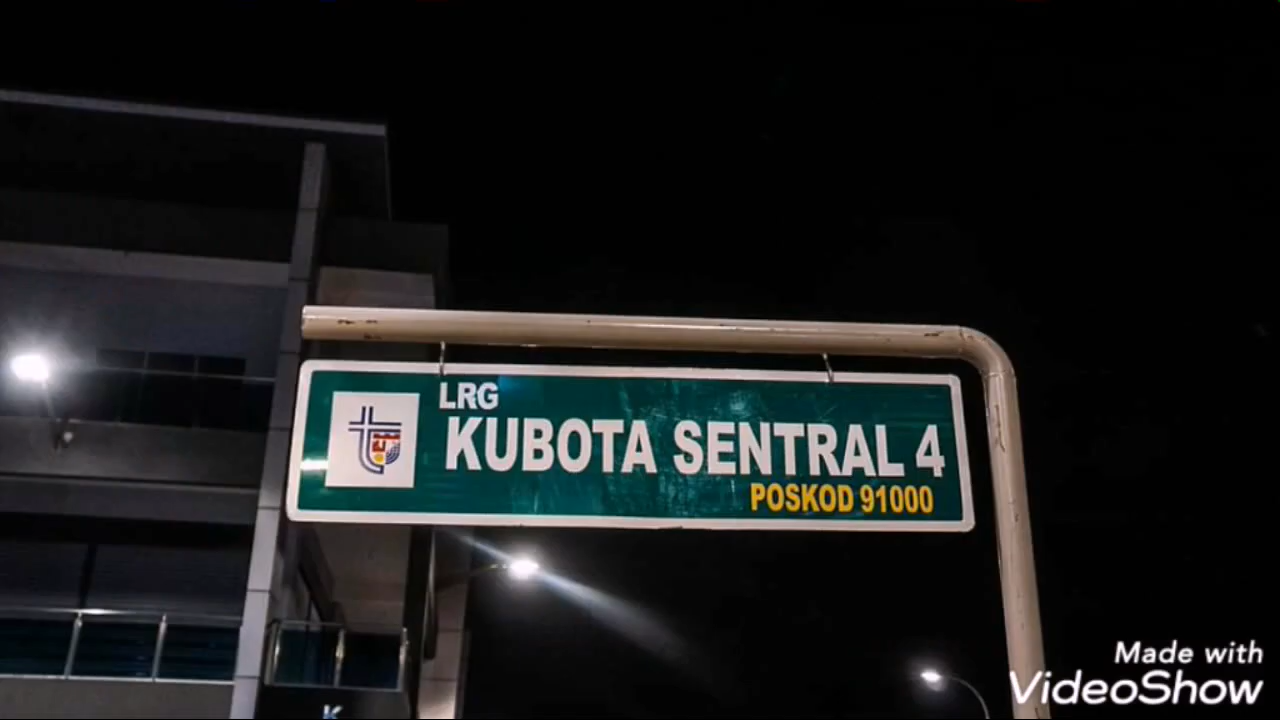 LRG
KUBOTA SENTRAL 4
POSKOD 91000
K
Made with
VideoShow